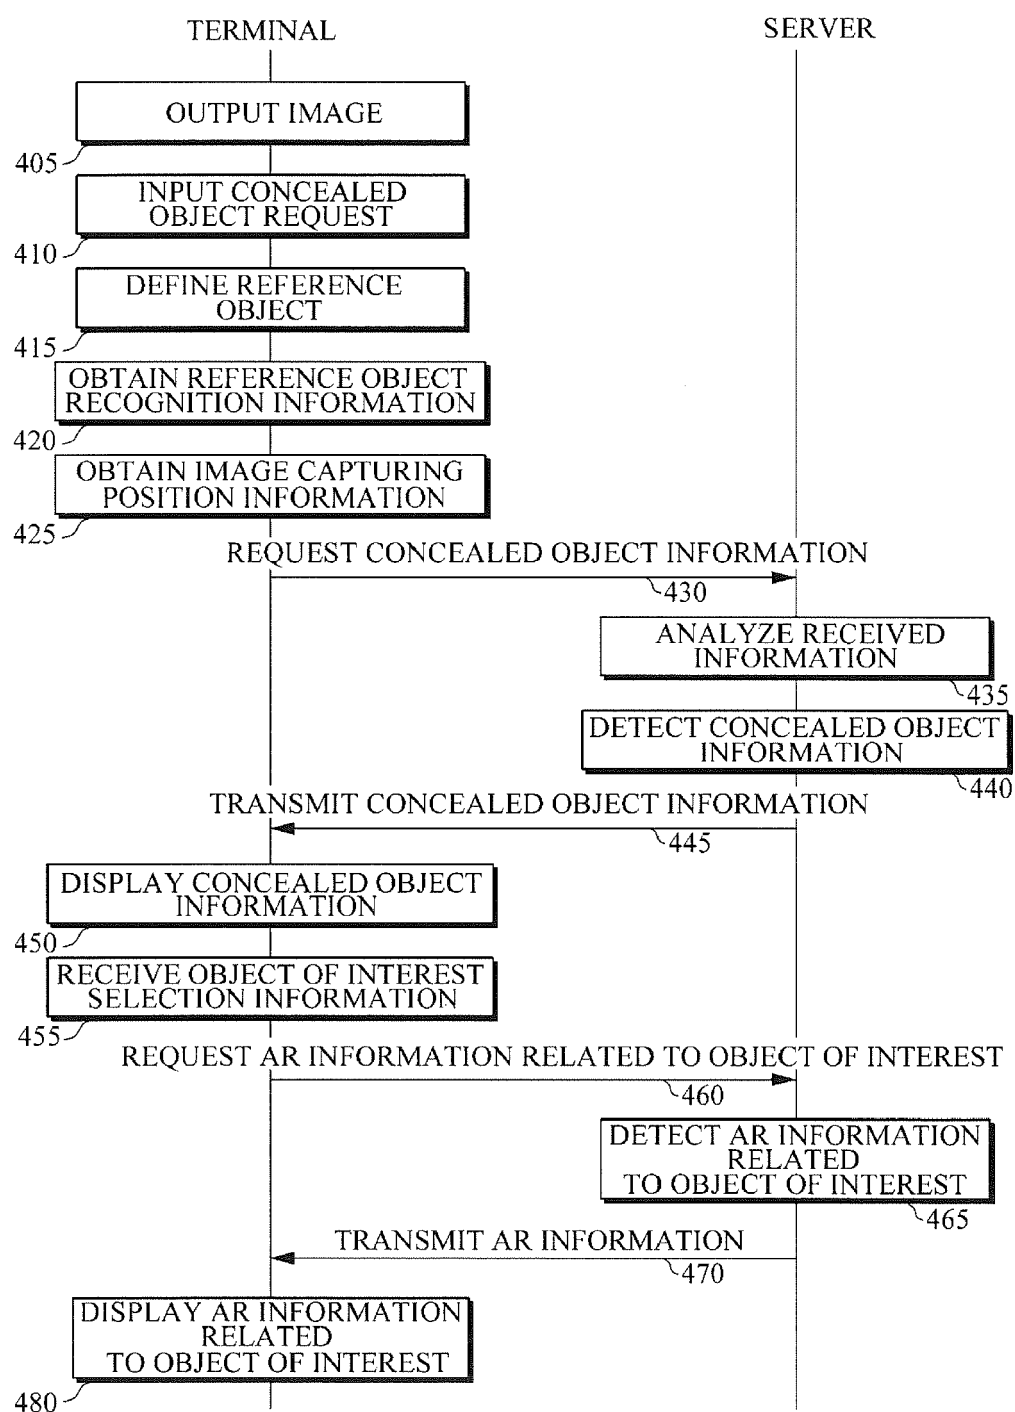 TERMINAL
SERVER
OUTPUT IMAGE
405
INPUT CONCEALED
OBJECT REQUEST
410
DEFINE REFERENCE
OBJECT
415
OBTAIN REFERENCE OBJECT
RECOGNITION INFORMATION
420
OBTAIN IMAGE CAPTURING
POSITION INFORMATION
425
REQUEST CONCEALED OBJECT INFORMATION
430
ANALYZE RECEIVED
INFORMATION
435
DETECT CONCEALED OBJECT
INFORMATION
440
TRANSMIT CONCEALED OBJECT INFORMATION
445
DISPLAY CONCEALED OBJECT
INFORMATION
450
RECEIVE OBJECT OF INTEREST
SELECTION INFORMATION
455
REQUEST AR INFORMATION RELATED TO OBJECT OF INTEREST
460
DETECT AR INFORMATION
RELATED
TO OBJECT OF INTEREST
465
TRANSMIT AR INFORMATION
470
DISPLAY AR INFORMATION
RELATED
TO OBJECT OF INTEREST
480